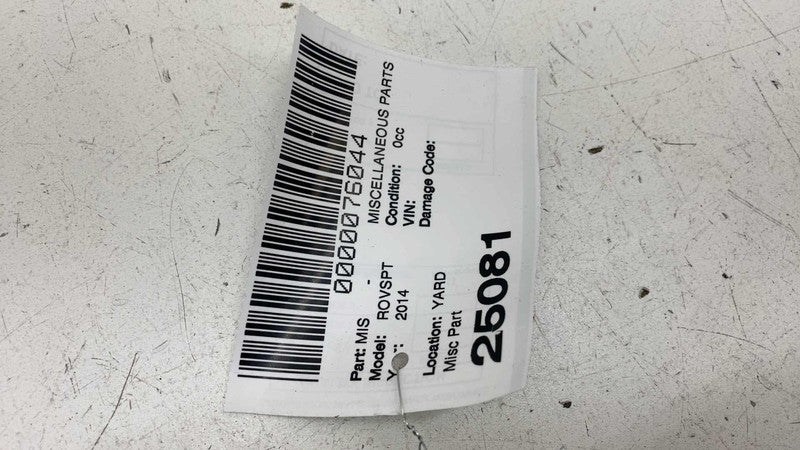 0000076044
Part: MIS - MISCELLANEOUS PARTS
Model: ROVSPT Condition: 0cc
2014 VIN:
Damage Code:
Location: YARD
Misc Part
25081